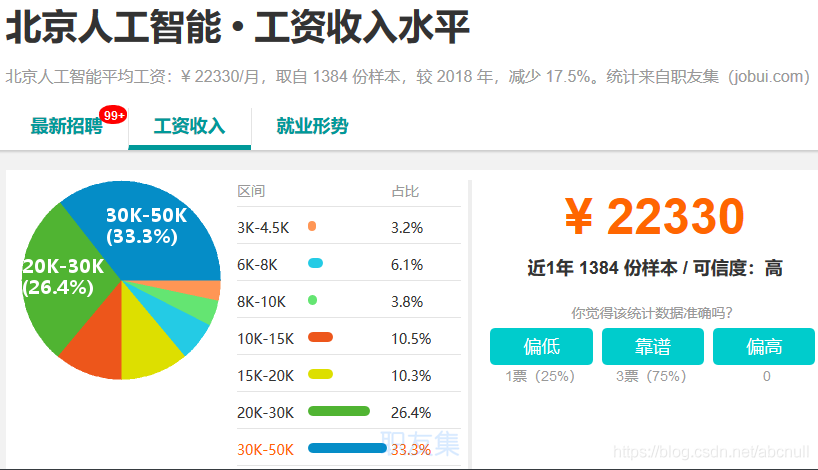 北京人工智能 • 工资收入水平
北京人工智能平均工资：¥ 22330/月，取自 1384 份样本，较 2018 年，减少 17.5%。统计来自职友集（jobui.com）
最新招聘 99+ 工资收入 就业形势
30K-50K
(33.3%)
20K-30K
(26.4%)
区间 占比
3K-4.5K 3.2%
6K-8K 6.1%
8K-10K 3.8%
10K-15K 10.5%
15K-20K 10.3%
20K-30K 26.4%
30K-50K 33.3%
职友集
¥ 22330
近1年 1384 份样本 / 可信度：高
你觉得该统计数据准确吗?
偏低 靠谱 偏高
1票（25%） 3票（75%） 0
https://blog.csdn.net/abcnull